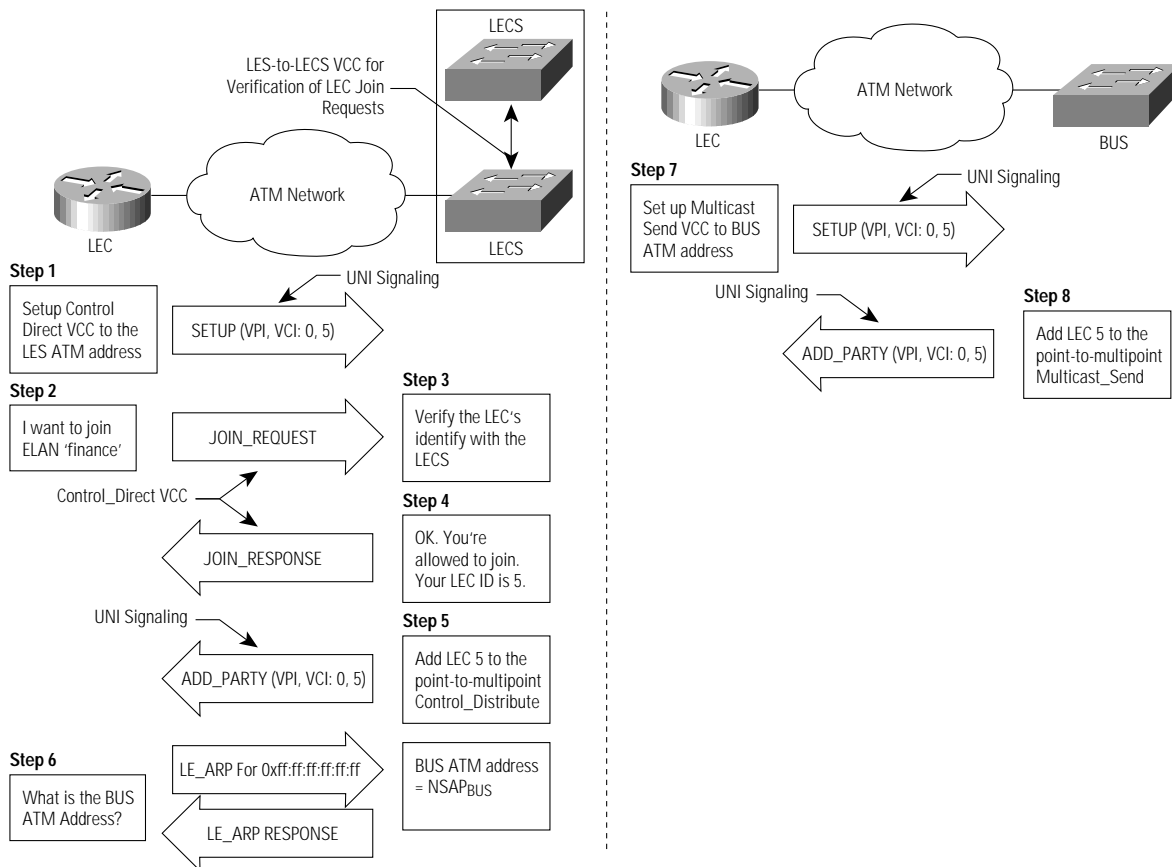 LECS
LES-to-LECS VCC for
Verification of LEC Join
Requests
ATM Network
LEC
LECS
Step 1
UNI Signaling
Setup Control
Direct VCC to the
LES ATM address
SETUP (VPI, VCI: 0, 5)
Step 2
I want to join
ELAN ‘finance’
JOIN_REQUEST
Step 3
Verify the LEC‘s
identify with the
LECS
Control_Direct VCC
Step 4
JOIN_RESPONSE
OK. You‘re
allowed to join.
Your LEC ID is 5.
UNI Signaling
Step 5
ADD_PARTY (VPI, VCI: 0, 5)
Add LEC 5 to the
point-to-multipoint
Control_Distribute
Step 6
What is the BUS
ATM Address?
LE_ARP For 0xff:ff:ff:ff:ff:ff
BUS ATM address
= NSAPBUS
LE_ARP RESPONSE
ATM Network
LEC
BUS
Step 7
UNI Signaling
Set up Multicast
Send VCC to BUS
ATM address
SETUP (VPI, VCI: 0, 5)
UNI Signaling
Step 8
ADD_PARTY (VPI, VCI: 0, 5)
Add LEC 5 to the
point-to-multipoint
Multicast_Send